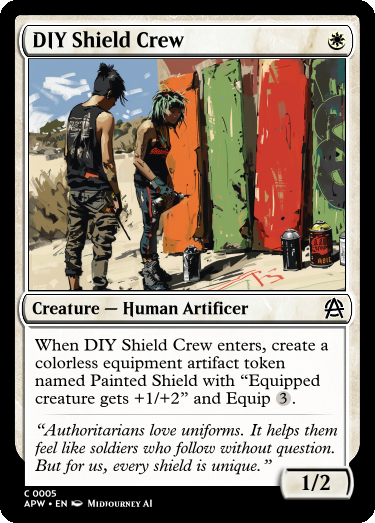 DIY Shield Crew
Creature — Human Artificer
When DIY Shield Crew enters, create a
colorless equipment artifact token
named Painted Shield with “Equipped
creature gets +1/+2” and Equip 3.
“Authoritarians love uniforms. It helps them
feel like soldiers who follow without question.
But for us, every shield is unique.”
1/2
C 0005
APW • EN Midjourney AI